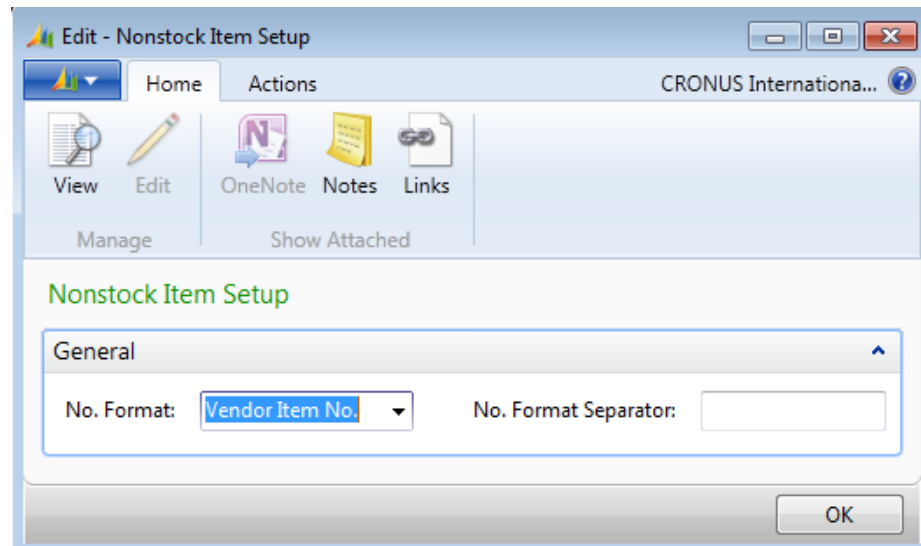 Edit - Nonstock Item Setup
Home Actions CRONUS Internationa...
View Edit OneNote Notes Links
Manage Show Attached
Nonstock Item Setup
General
No. Format: Vendor Item No. No. Format Separator:
OK